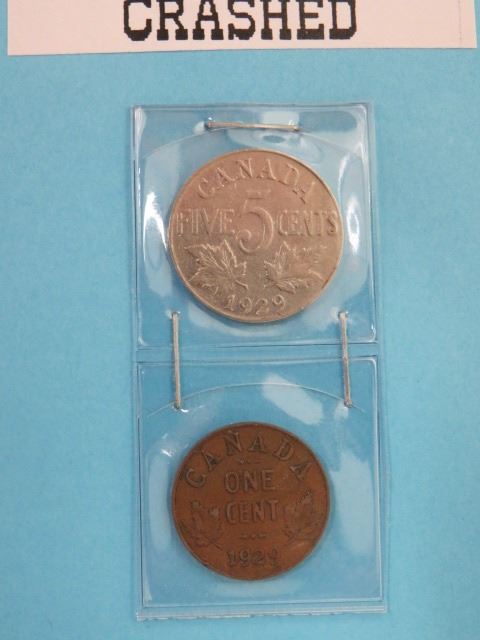 CRASHED
CANADA
FIVE 5 CENTS
1929
CANADA
ONE
CENT
1929